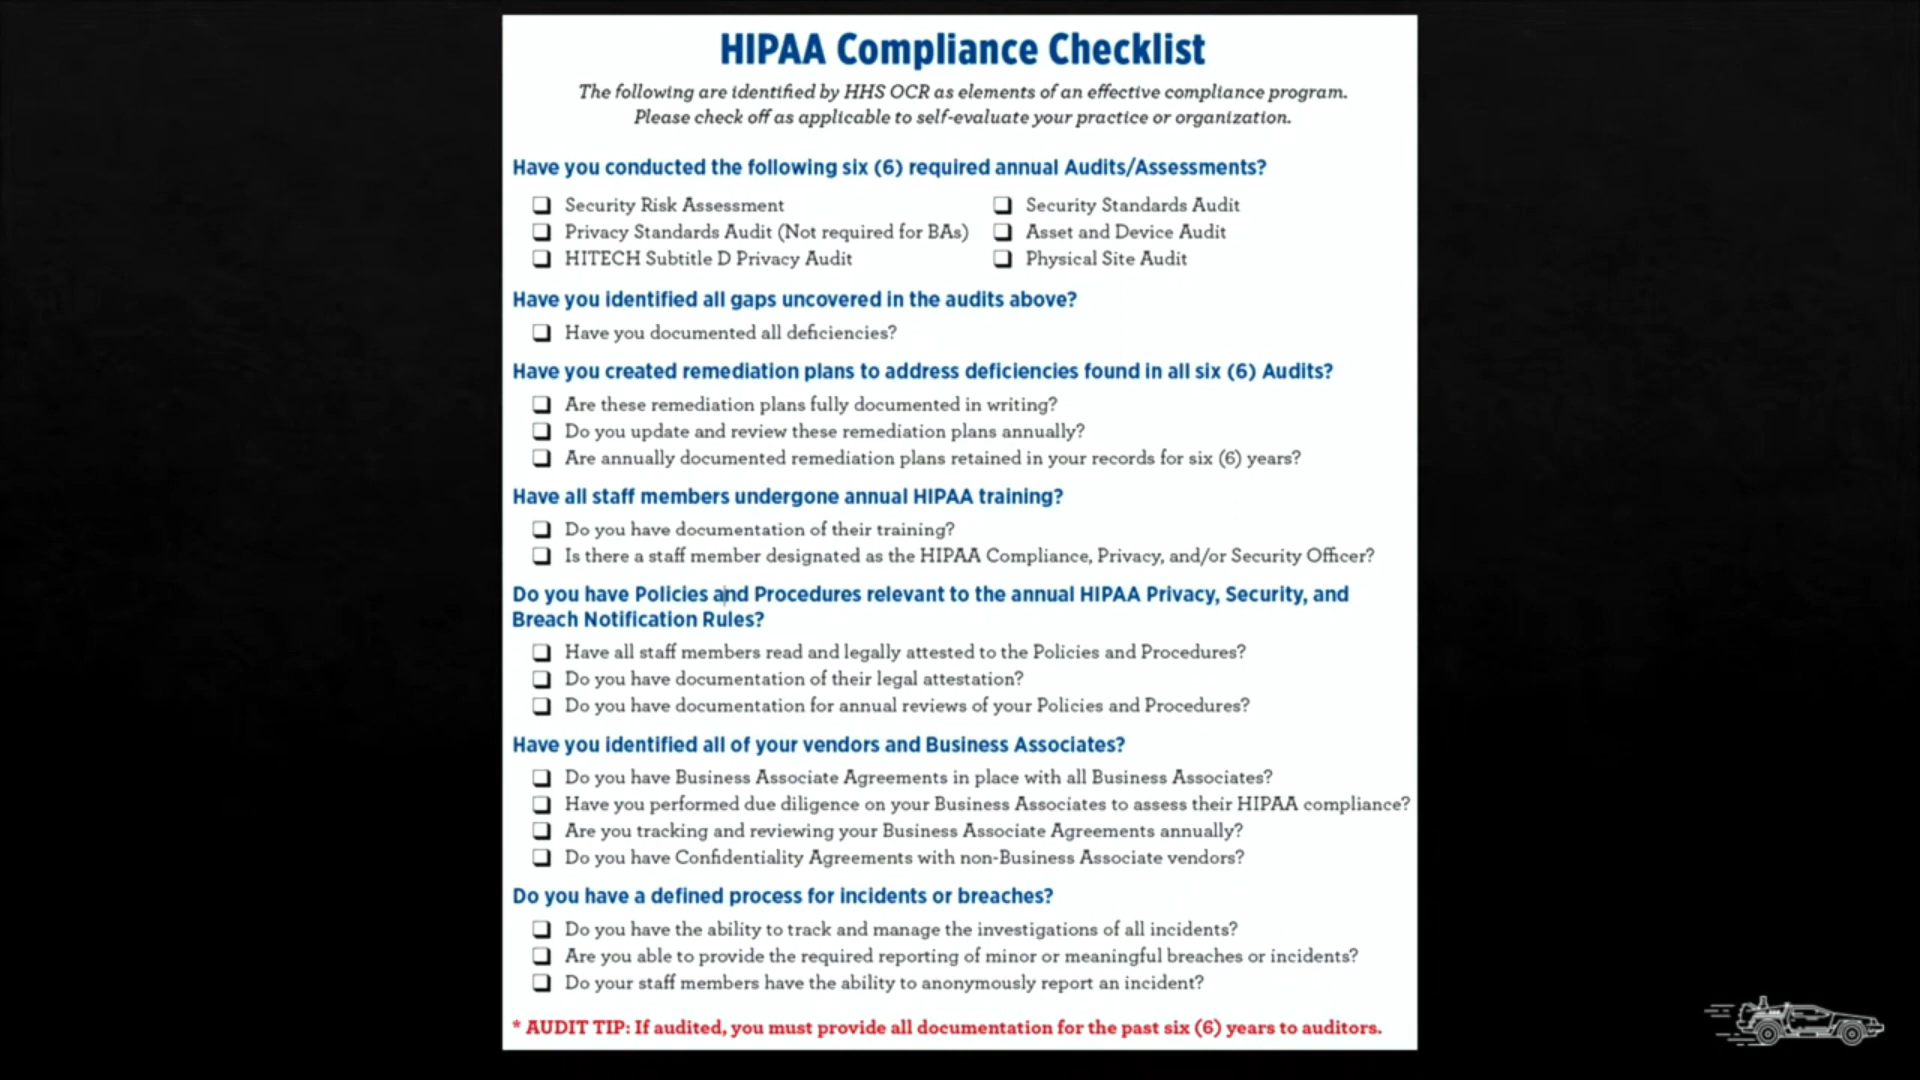 HIPAA Compliance Checklist
The following are identified by HHS OCR as elements of an effective compliance program.
Please check off as applicable to self-evaluate your practice or organization.
Have you conducted the following six (6) required annual Audits/Assessments?
Security Risk Assessment
Privacy Standards Audit (Not required for BAs)
HITECH Subtitle D Privacy Audit
Security Standards Audit
Asset and Device Audit
Physical Site Audit
Have you identified all gaps uncovered in the audits above?
Have you documented all deficiencies?
Have you created remediation plans to address deficiencies found in all six (6) Audits?
Are these remediation plans fully documented in writing?
Do you update and review these remediation plans annually?
Are annually documented remediation plans retained in your records for six (6) years?
Have all staff members undergone annual HIPAA training?
Do you have documentation of their training?
Is there a staff member designated as the HIPAA Compliance, Privacy, and/or Security Officer?
Do you have Policies and Procedures relevant to the annual HIPAA Privacy, Security, and
Breach Notification Rules?
Have all staff members read and legally attested to the Policies and Procedures?
Do you have documentation of their legal attestation?
Do you have documentation for annual reviews of your Policies and Procedures?
Have you identified all of your vendors and Business Associates?
Do you have Business Associate Agreements in place with all Business Associates?
Have you performed due diligence on your Business Associates to assess their HIPAA compliance?
Are you tracking and reviewing your Business Associate Agreements annually?
Do you have Confidentiality Agreements with non-Business Associate vendors?
Do you have a defined process for incidents or breaches?
Do you have the ability to track and manage the investigations of all incidents?
Are you able to provide the required reporting of minor or meaningful breaches or incidents?
Do your staff members have the ability to anonymously report an incident?
* AUDIT TIP: If audited, you must provide all documentation for the past six (6) years to auditors.